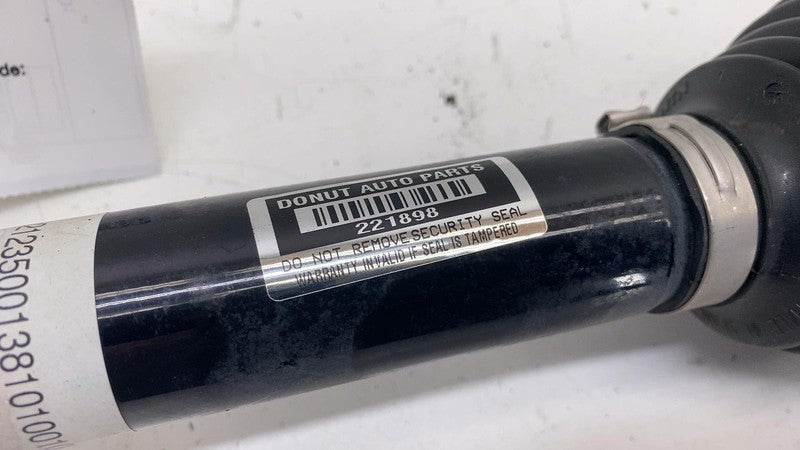 de:
DONUT AUTO PARTS
221898
DO NOT REMOVE SECURITY SEAL
WARRANTY INVALID IF SEAL IS TAMPERED